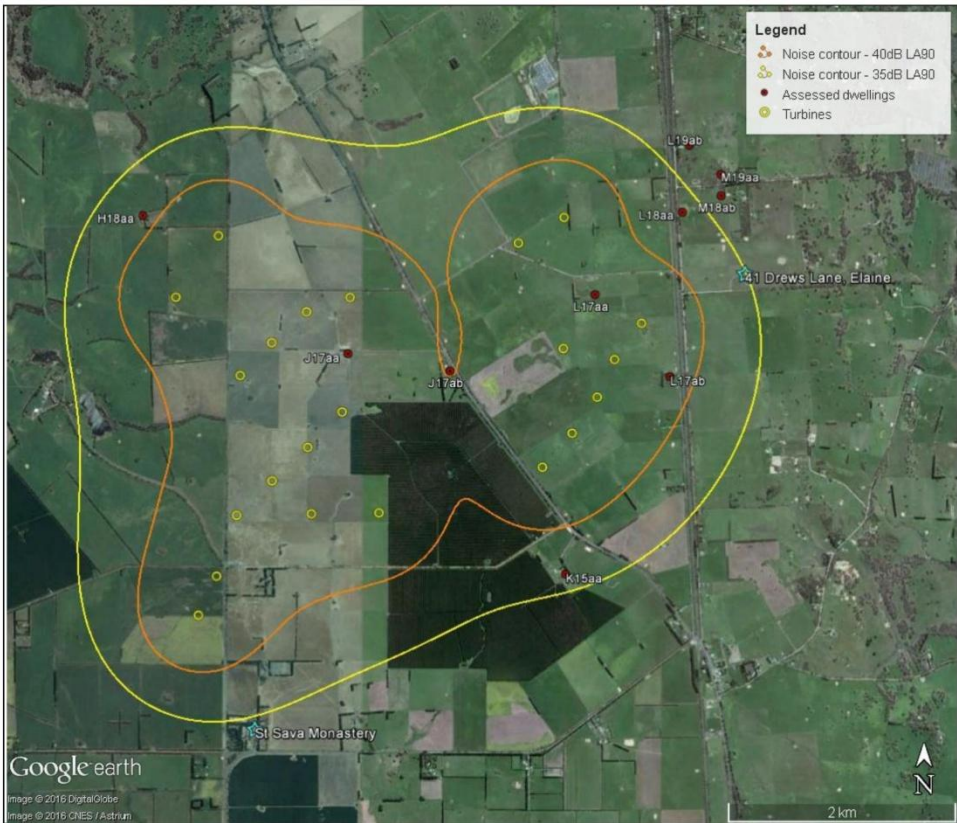 Legend
Noise contour - 40dB LA90
Noise contour - 35dB LA90
Assessed dwellings
Turbines
L19ab
M19aa
M18ab
L18aa
H18aa
41 Drews Lane, Elaine
L17aa
J17aa
J17ab
L17ab
K15aa
St Sava Monastery
Google earth
N
Image © 2016 DigitalGlobe
Image © 2016 CNES / Astrium
2 km